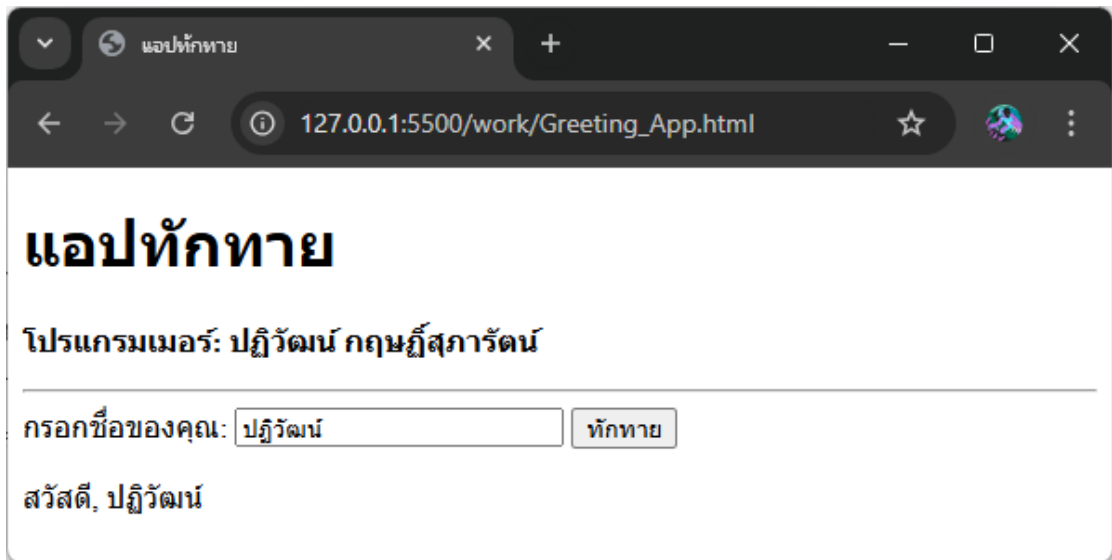 แอปทักทาย
127.0.0.1:5500/work/Greeting_App.html
แอปทักทาย
โปรแกรมเมอร์: ปฏิวัฒน์ กฤษฏิ์สุภารัตน์
กรอกชื่อของคุณ: ปฏิวัฒน์ ทักทาย
สวัสดี, ปฏิวัฒน์